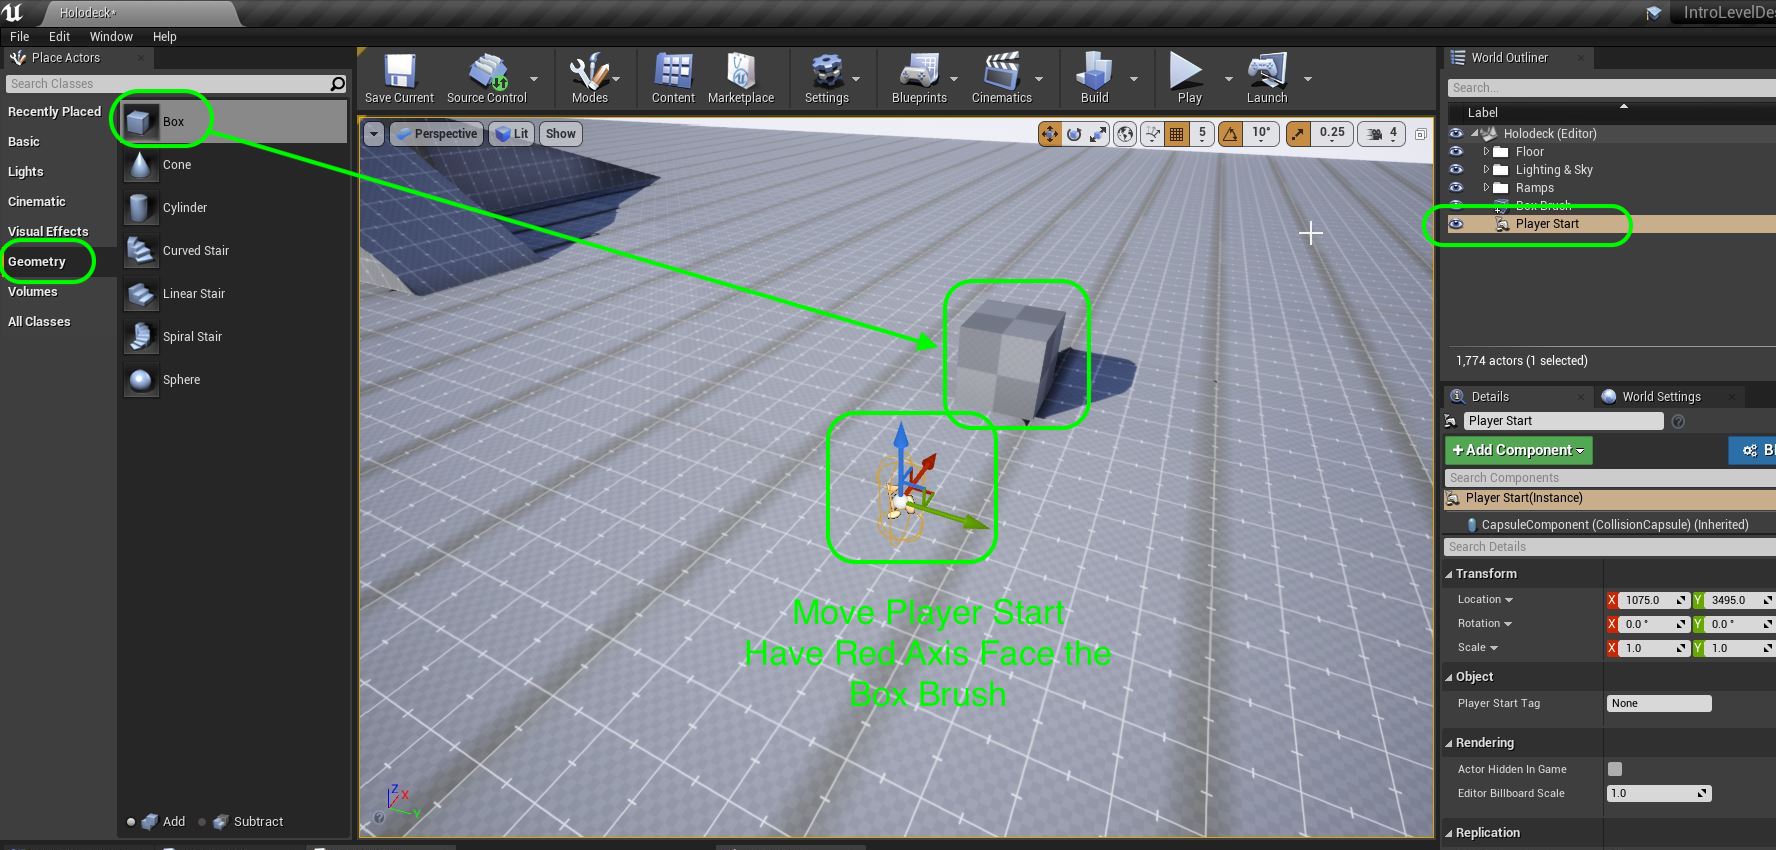 Holodeck*
IntroLevelDes
File Edit Window Help
Place Actors
Search Classes
Recently Placed
Basic
Lights
Cinematic
Visual Effects
Geometry
Volumes
All Classes
Box
Cone
Cylinder
Curved Stair
Linear Stair
Spiral Stair
Sphere
Add Subtract
Save Current Source Control Modes Content Marketplace Settings Blueprints Cinematics Build Play Launch
Perspective Lit Show
5 10° 0.25 4
Move Player Start
Have Red Axis Face the
Box Brush
Z X Y
World Outliner
Search...
Label
Holodeck (Editor)
Floor
Lighting & Sky
Ramps
Box Brush
Player Start
1,774 actors (1 selected)
Details World Settings
Player Start
+Add Component Bl
Search Components
Player Start(Instance)
CapsuleComponent (CollisionCapsule) (Inherited)
Search Details
Transform
Location X 1075.0 Y 3495.0
Rotation X 0.0° Y 0.0°
Scale X 1.0 Y 1.0
Object
Player Start Tag None
Rendering
Actor Hidden In Game
Editor Billboard Scale 1.0
Replication